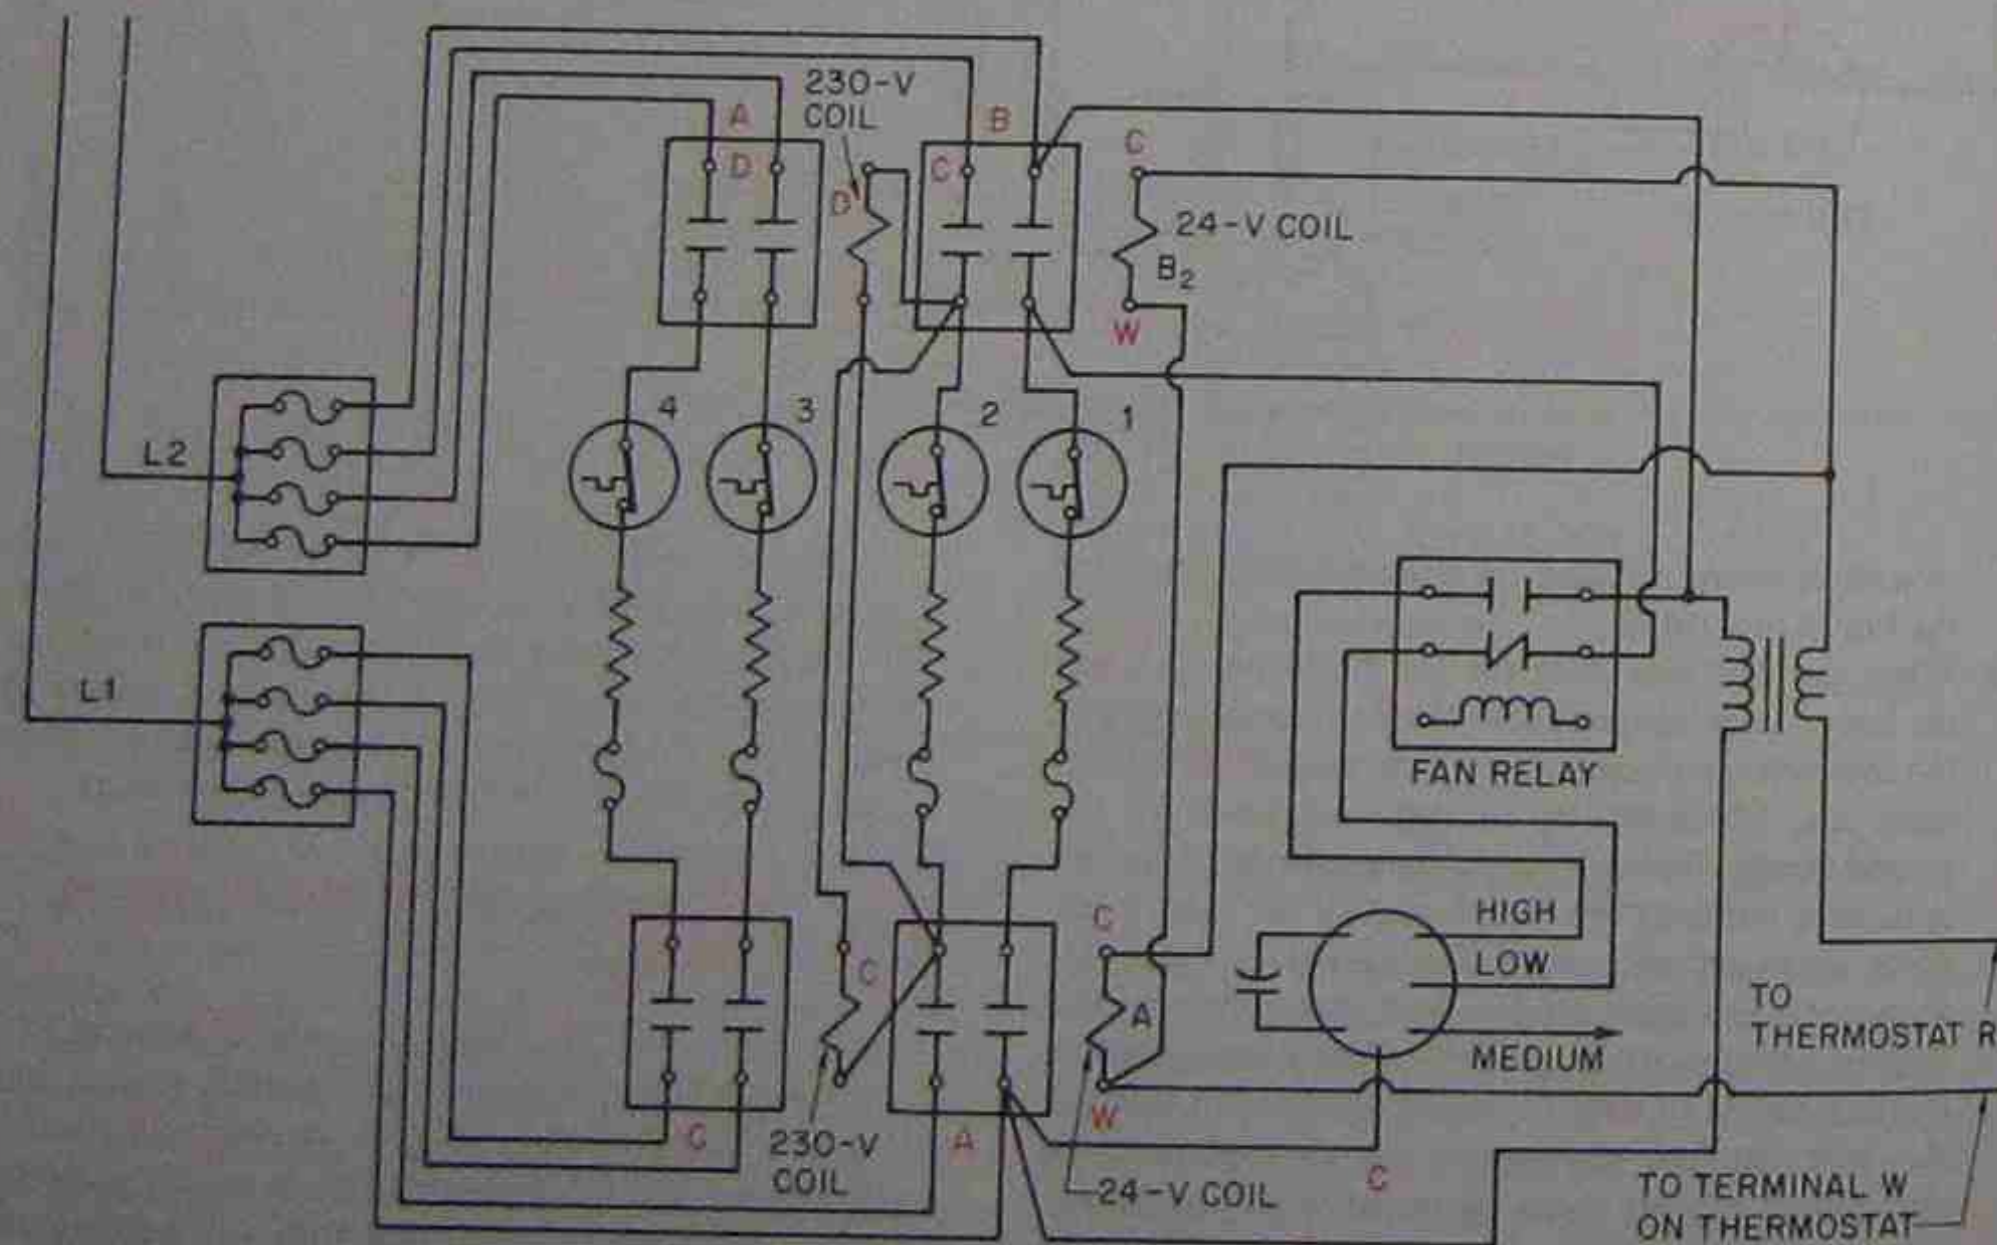 230-V
COIL
A
B
C
D
C
D
24-V COIL
B2
W
4
3
2
1
L2
L1
FAN RELAY
HIGH
LOW
MEDIUM
C
C
A
W
TO
THERMOSTAT R
C
A
230-V
COIL
24-V COIL
C
TO TERMINAL W
ON THERMOSTAT